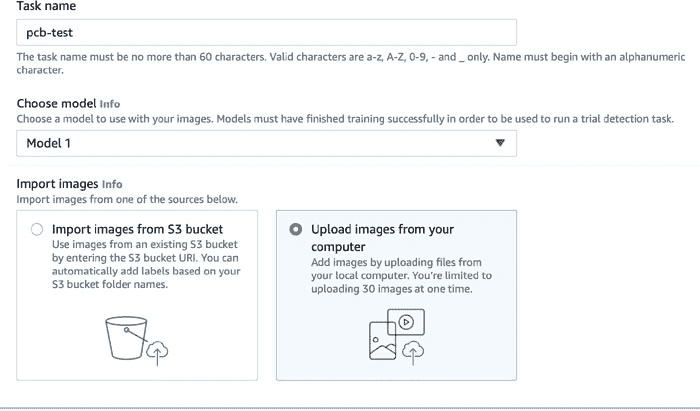 Task name
pcb-test
The task name must be no more than 60 characters. Valid characters are a-z, A-Z, 0-9, - and _ only. Name must begin with an alphanumeric
character.
Choose model Info
Choose a model to use with your images. Models must have finished training successfully in order to be used to run a trial detection task.
Model 1
Import images Info
Import images from one of the sources below.
Import images from S3 bucket
Use images from an existing S3 bucket
by entering the S3 bucket URI. You can
automatically add labels based on your
S3 bucket folder names.
Upload images from your
computer
Add images by uploading files from
your local computer. You're limited to
uploading 30 images at one time.